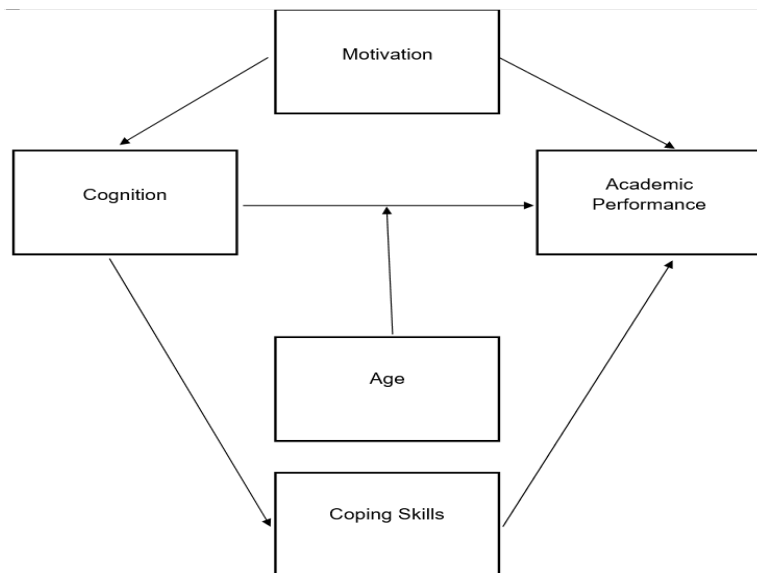 Motivation
Cognition
Academic
Performance
Age
Coping Skills